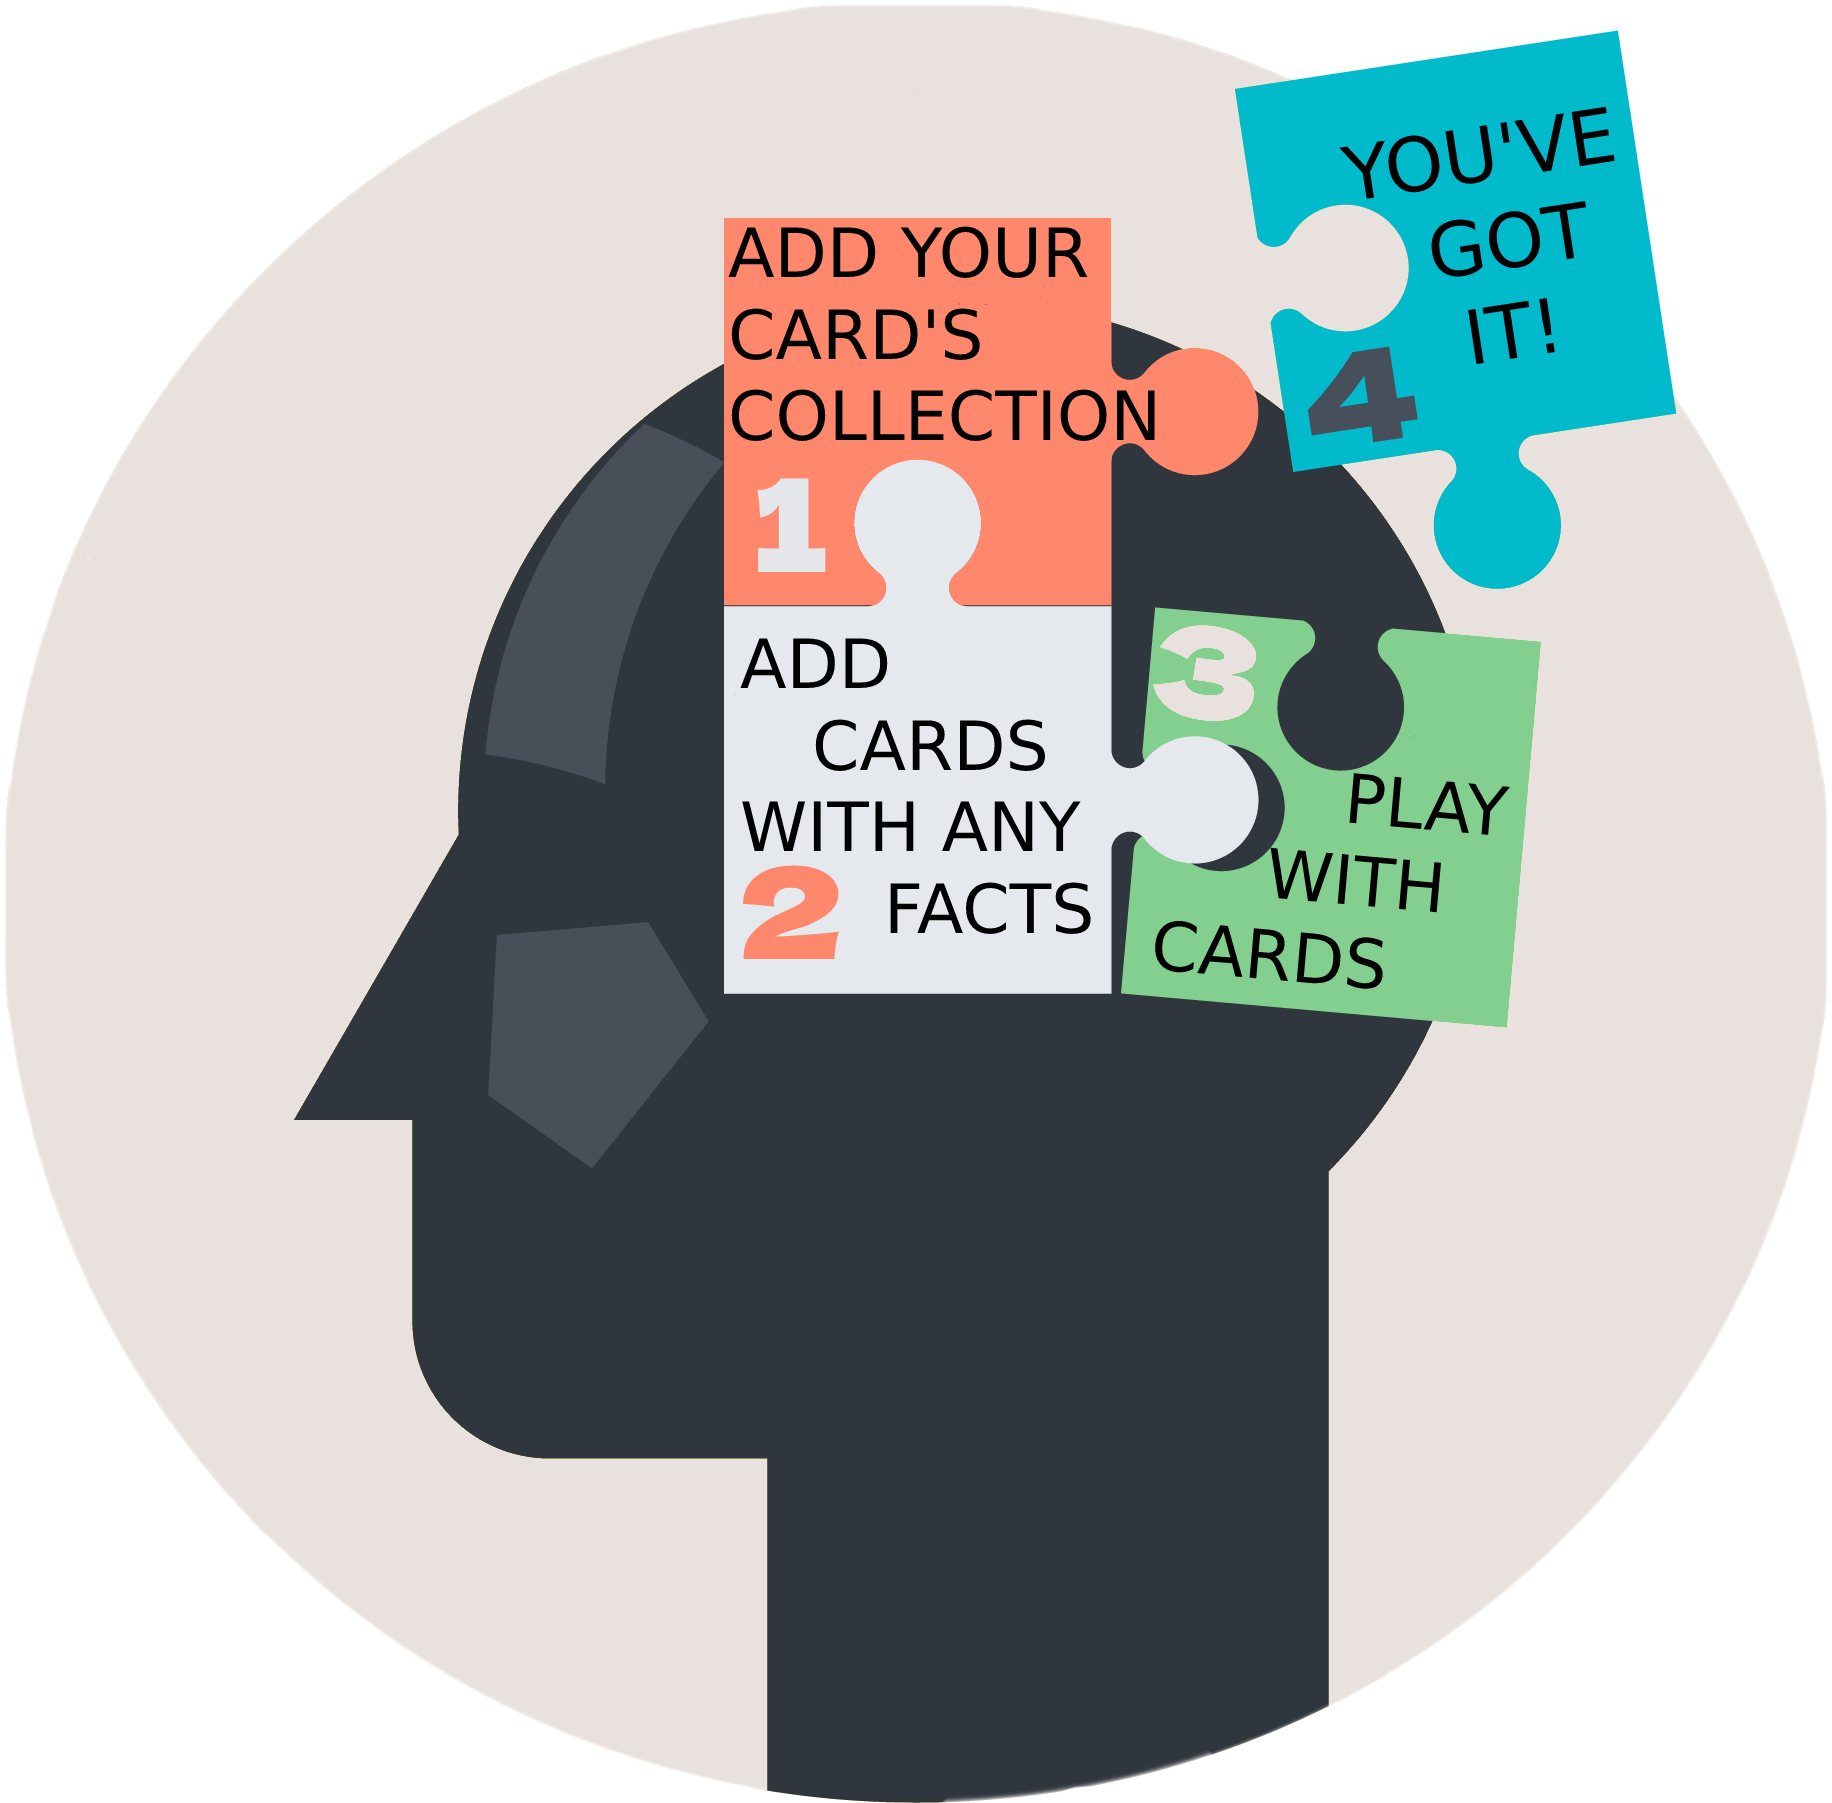 ADD YOUR
CARD'S
COLLECTION
1
ADD
CARDS
WITH ANY
2 FACTS
3
PLAY
WITH
CARDS
YOU'VE
GOT
IT!
4